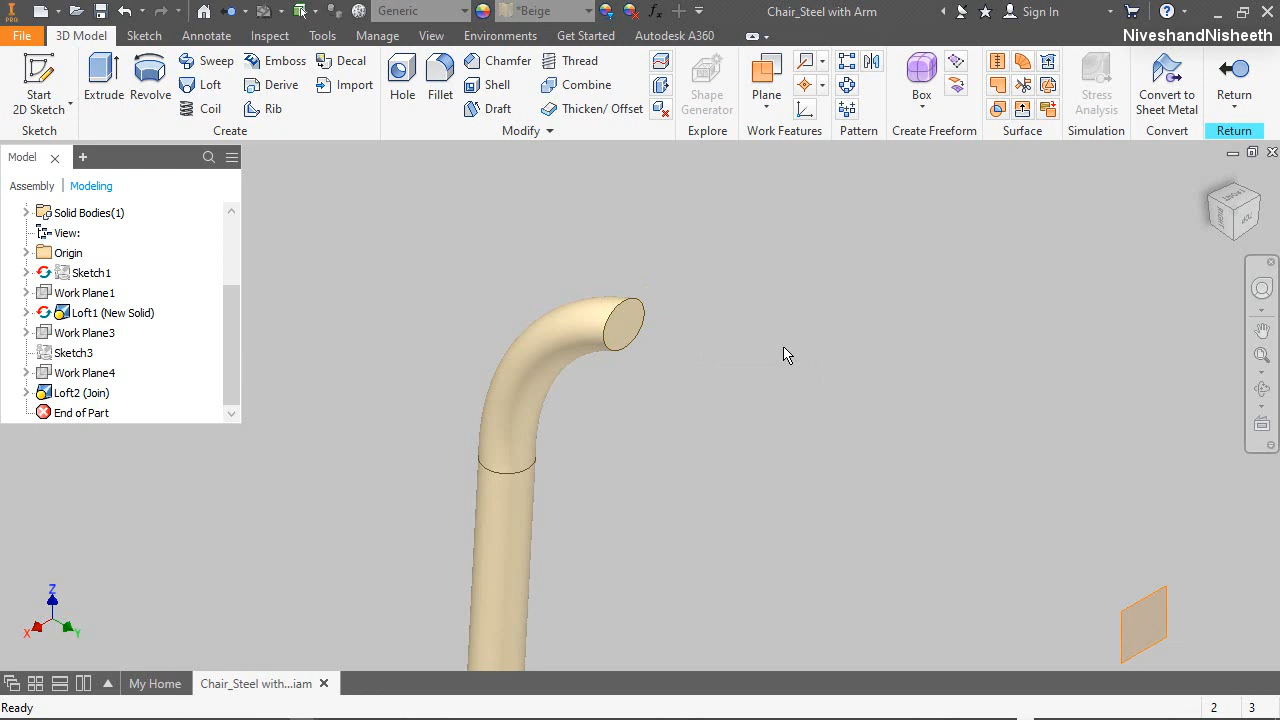 PRO
Generic
*Beige
Chair_Steel with Arm
Sign In
File
3D Model
Sketch
Annotate
Inspect
Tools
Manage
View
Environments
Get Started
Autodesk A360
NiveshandNisheeth
Start
2D Sketch
Extrude
Revolve
Sweep
Loft
Coil
Emboss
Derive
Rib
Decal
Import
Hole
Fillet
Chamfer
Shell
Draft
Thread
Combine
Thicken/ Offset
Shape
Generator
Plane
Box
Stress
Analysis
Convert to
Sheet Metal
Return
Sketch
Create
Modify
Explore
Work Features
Pattern
Create Freeform
Surface
Simulation
Convert
Return
Model
Assembly
Modeling
Solid Bodies(1)
View:
Origin
Sketch1
Work Plane1
Loft1 (New Solid)
Work Plane3
Sketch3
Work Plane4
Loft2 (Join)
End of Part
Z
X
Y
My Home
Chair_Steel with...iam
Ready
2
3